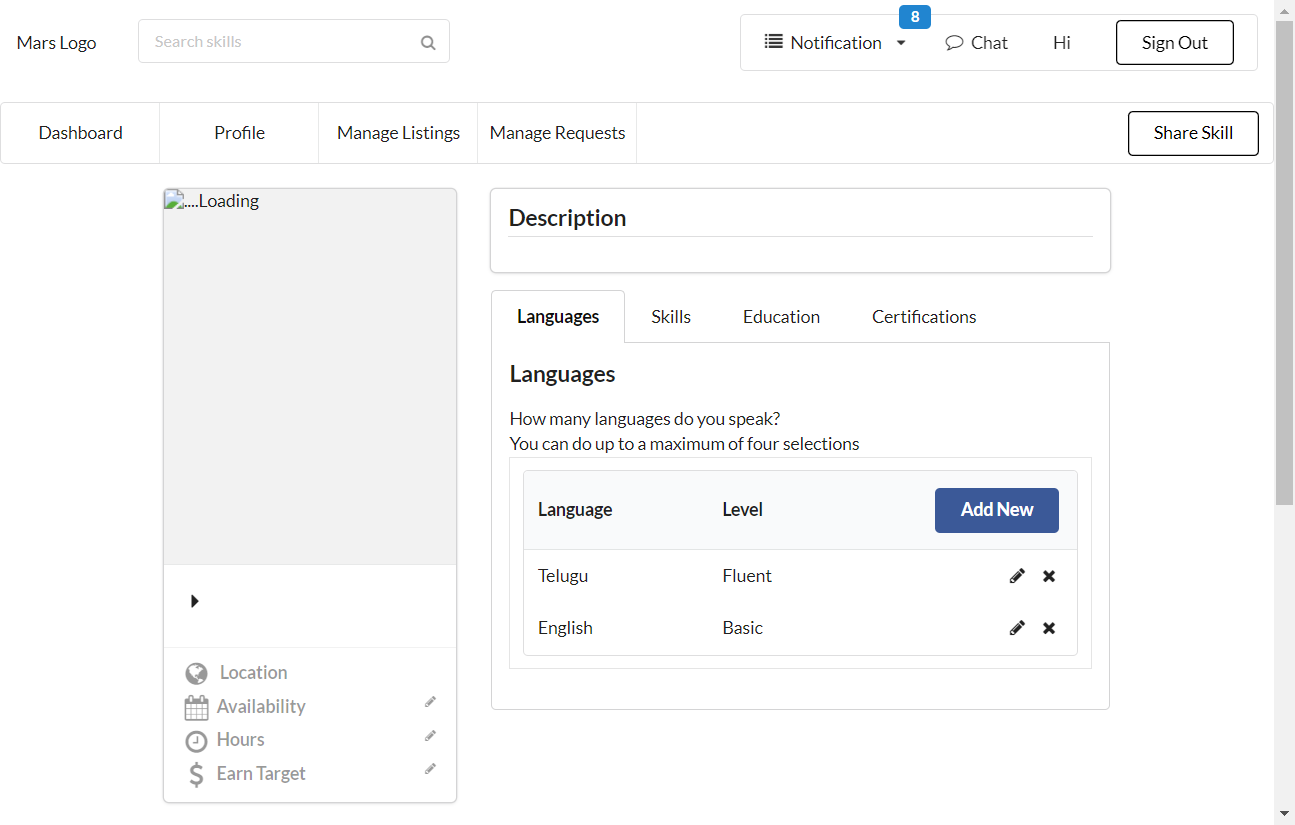 8
Mars Logo Search skills Notification Chat Hi Sign Out
Dashboard Profile Manage Listings Manage Requests Share Skill
....Loading
Description
Languages Skills Education Certifications
Languages
How many languages do you speak?
You can do up to a maximum of four selections
Language Level Add New
Telugu Fluent
English Basic
Location
Availability
Hours
Earn Target